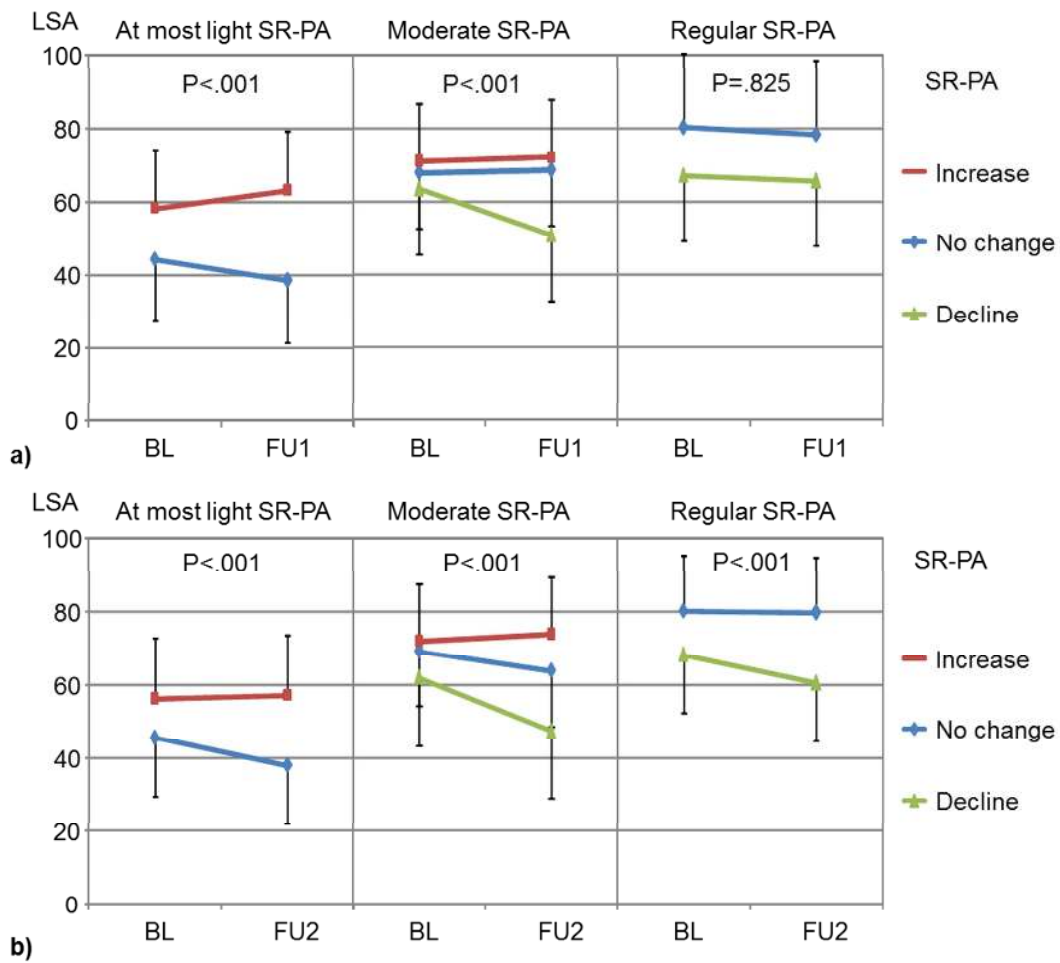 LSA
At most light SR-PA Moderate SR-PA Regular SR-PA
100
P<.001 P<.001 P=.825 SR-PA
80
Increase
60
No change
40
Decline
20
0
BL FU1 BL FU1 BL FU1
a)
LSA
At most light SR-PA Moderate SR-PA Regular SR-PA
100
P<.001 P<.001 P<.001 SR-PA
80
Increase
60
No change
40
Decline
20
0
BL FU2 BL FU2 BL FU2
b)